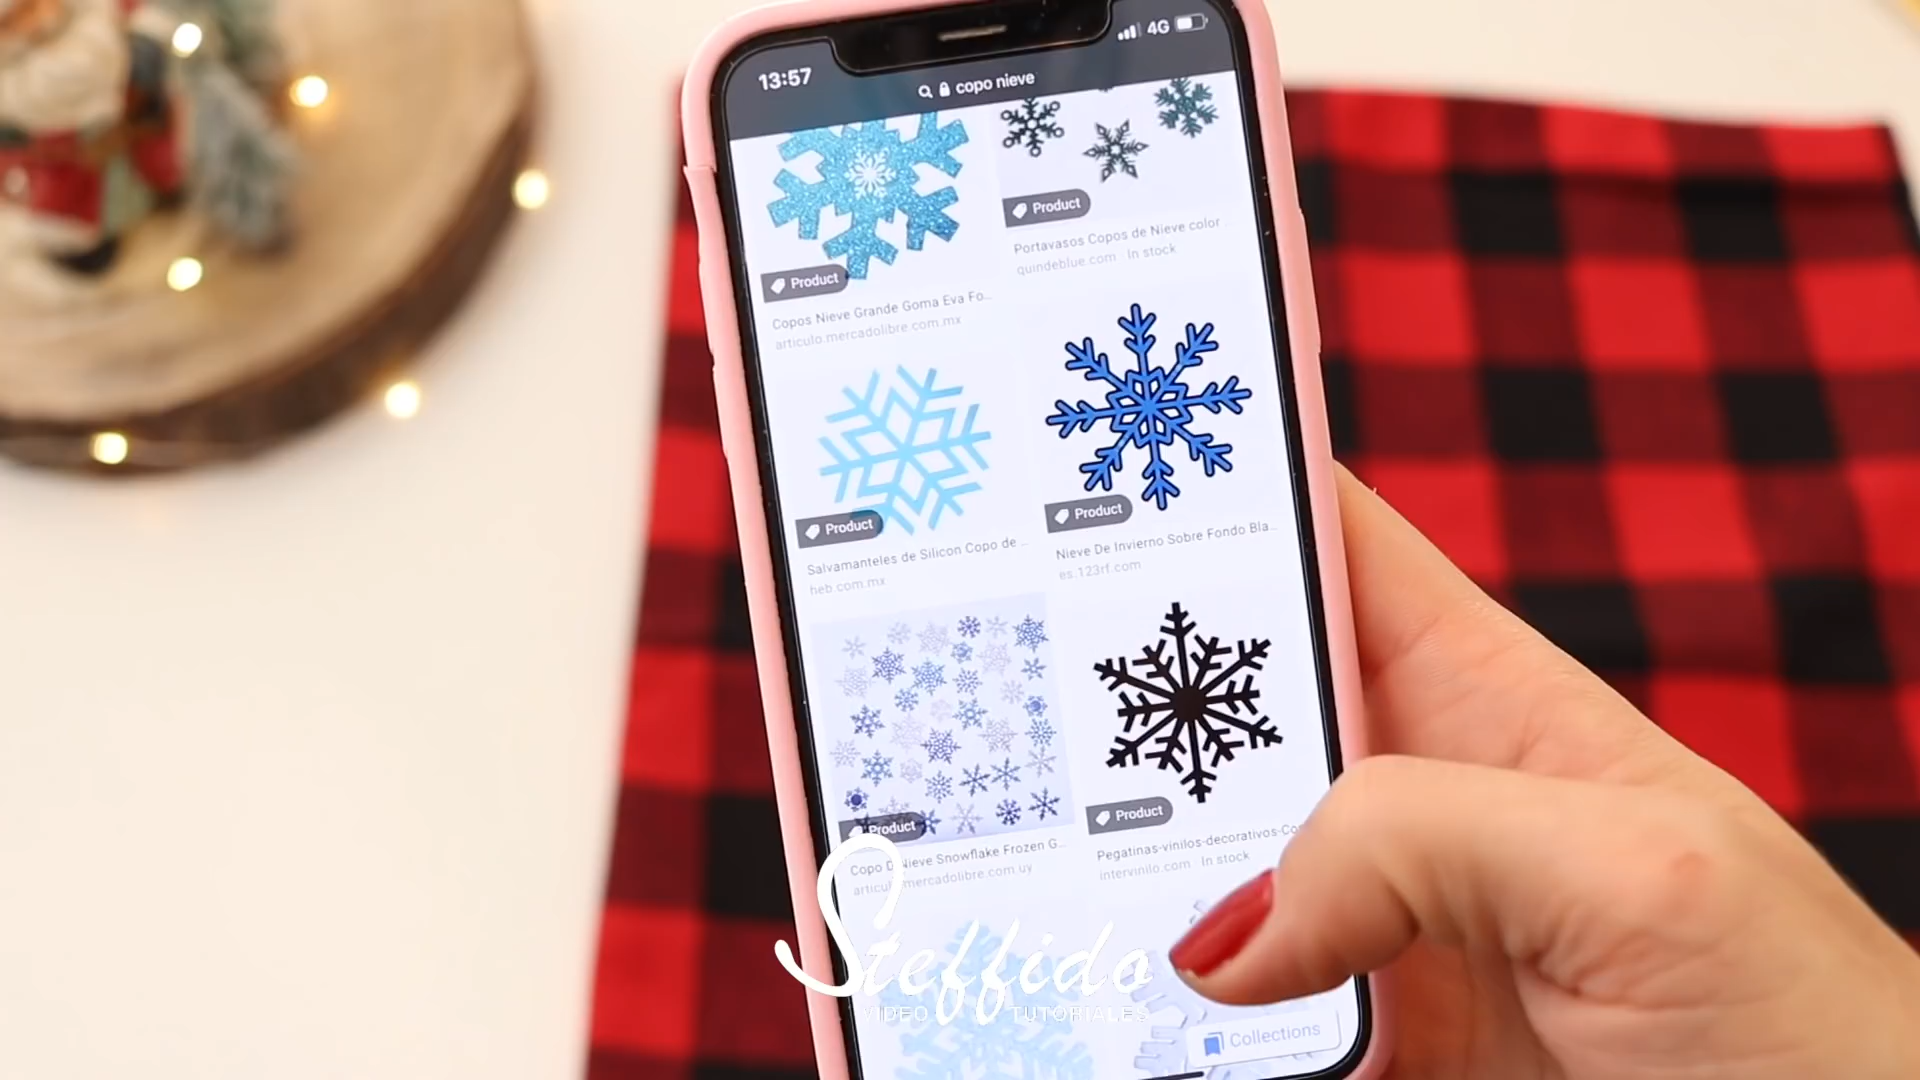 13:57
4G
copo nieve
Product
Portavasos Copos de Nieve color
quindeblue.com In stock
Product
Copos Nieve Grande Goma Eva Fo...
articulo.mercadolibre.com.mx
Product
Salvamanteles de Silicon Copo de ...
heb.com.mx
Product
Nieve De Invierno Sobre Fondo Bla...
es.123rf.com
Product
Copo D Nieve Snowflake Frozen G...
mercadolibre.com.uy
Product
Pegatinas-vinilos-decorativos-Co
intervinilo.com In stock
Steffido
VIDEO TUTORIALES
Collections